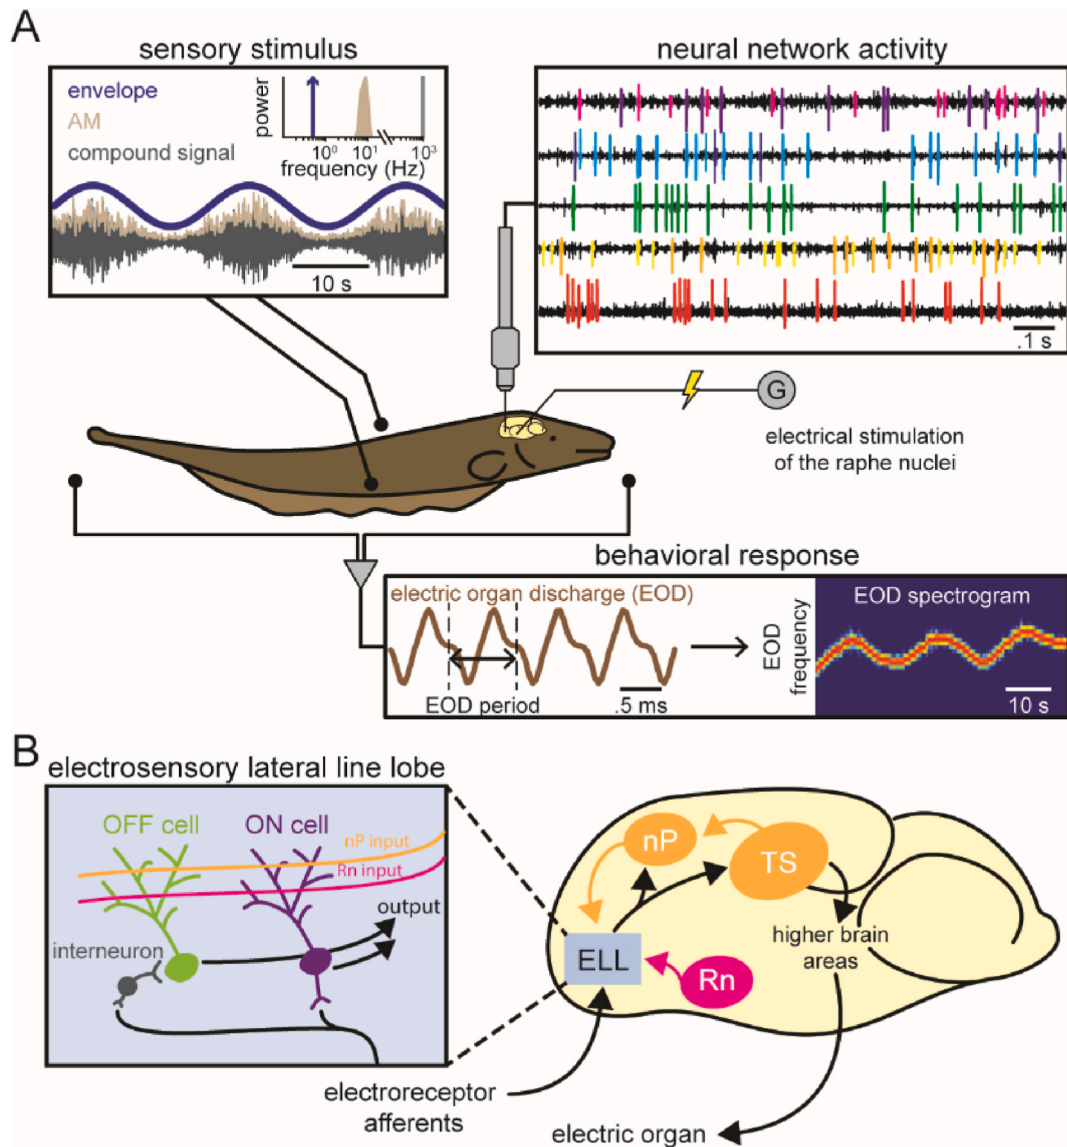 A
sensory stimulus
envelope
AM
compound signal
power
10⁰ 10¹ 10³
frequency (Hz)
10 s
neural network activity
.1 s
G
electrical stimulation
of the raphe nuclei
behavioral response
electric organ discharge (EOD)
EOD period
.5 ms
EOD
frequency
EOD spectrogram
10 s
B
electrosensory lateral line lobe
OFF cell
ON cell
nP input
Rn input
output
interneuron
nP
TS
ELL
Rn
higher brain
areas
electroreceptor
afferents
electric organ